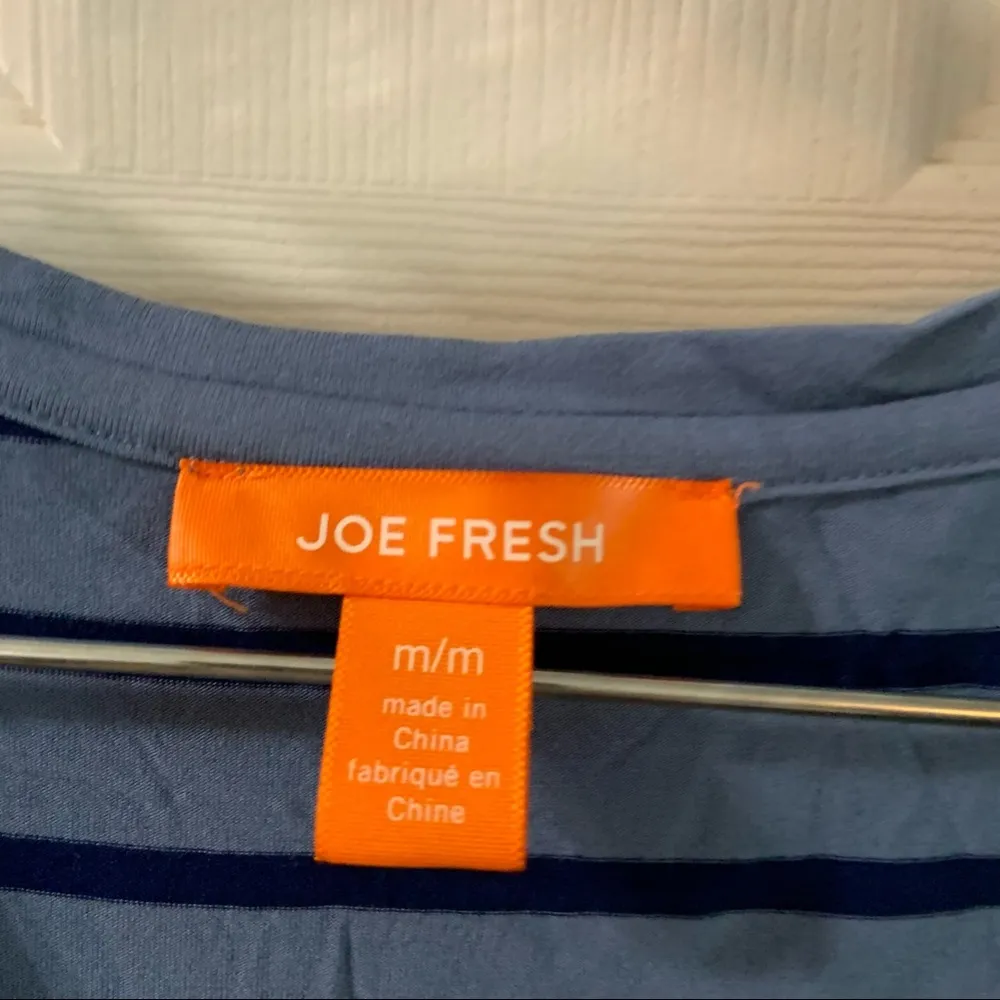 JOE FRESH
m/m
made in
China
fabriqué en
Chine